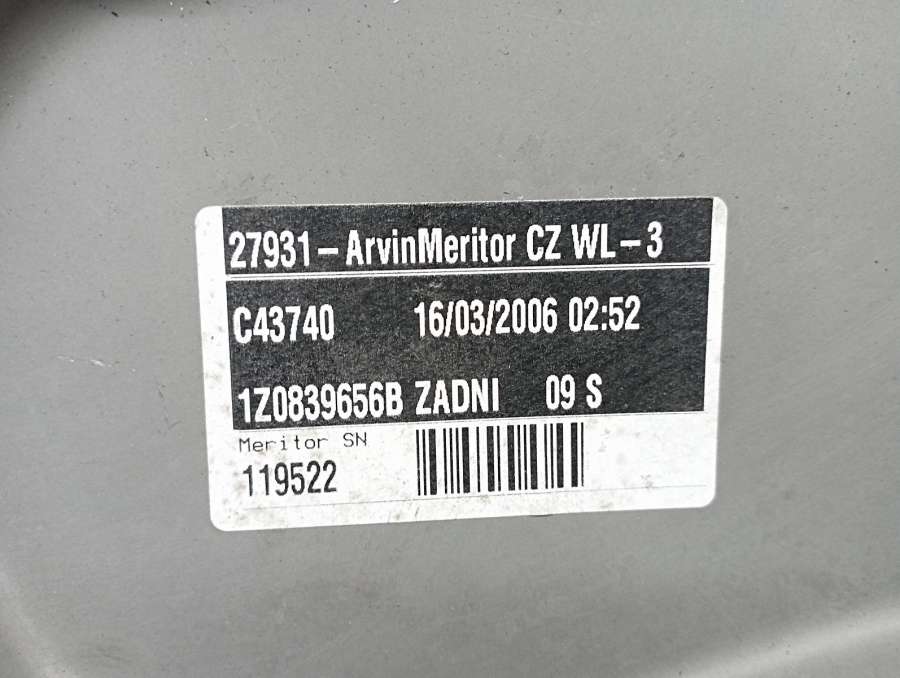 27931-ArvinMeritor CZ WL-3
C43740 16/03/2006 02:52
1Z0839656B ZADNI 09 S
Meritor SN
119522